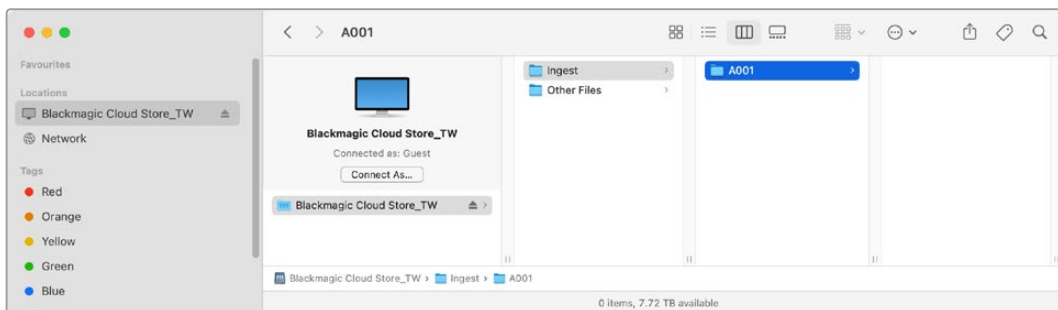 A001
Favourites
Locations
Blackmagic Cloud Store_TW
Network
Tags
Red
Orange
Yellow
Green
Blue
Blackmagic Cloud Store_TW
Connected as: Guest
Connect As...
Blackmagic Cloud Store_TW
Ingest
Other Files
A001
Blackmagic Cloud Store_TW › Ingest › A001
0 items, 7.72 TB available